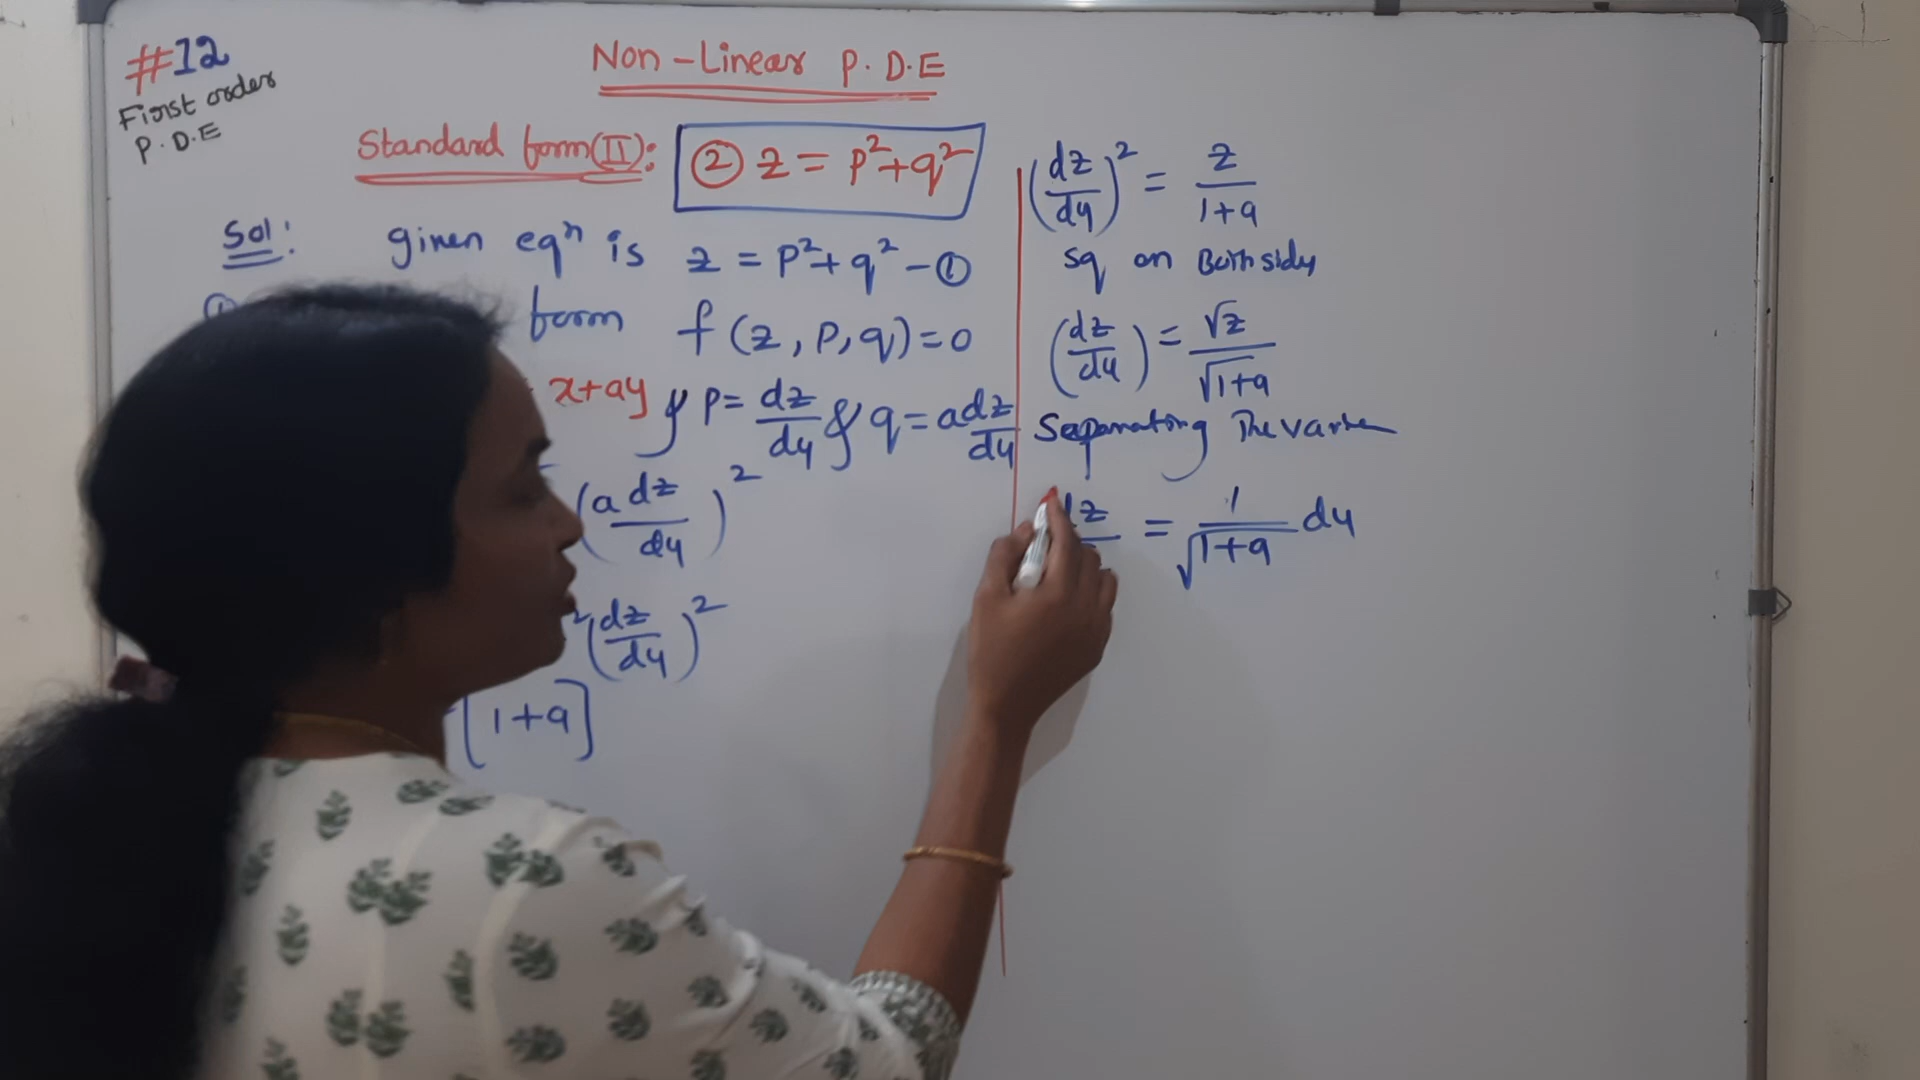 #12
First order
P.D.E
Non-Linear P.D.E
Standard form(II): ② z = p²+q²
Sol: given eqⁿ is z = p²+q² - ①
form f(z,p,q)=0
x+ay & p= dz/du & q= a dz/du
(a dz/du)²
²(dz/du)²
[1+a]
(dz/du)² = z/1+a
sq on Both sides
(dz/du) = √z/√1+a
Separating The
dz = 1/√1+a du